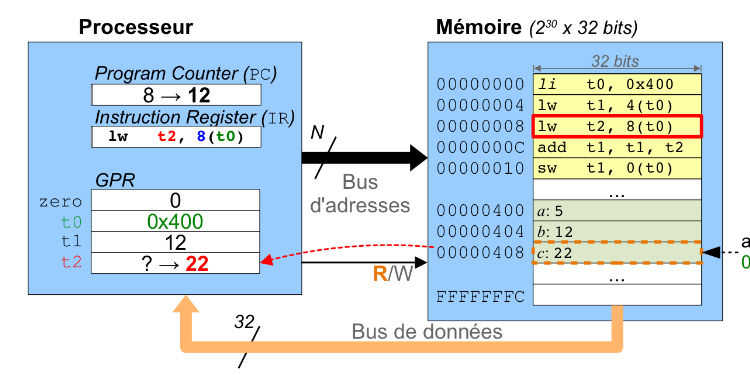 Processeur
Program Counter (PC)
8 → 12
Instruction Register (IR)
lw t2, 8(t0)
GPR
zero 0
t0 0x400
t1 12
t2 ? → 22
N
Bus
d'adresses
R/W
32
Bus de données
Mémoire (2³⁰ x 32 bits)
32 bits
00000000 li t0, 0x400
00000004 lw t1, 4(t0)
00000008 lw t2, 8(t0)
0000000C add t1, t1, t2
00000010 sw t1, 0(t0)
...
00000400 a: 5
00000404 b: 12
00000408 c: 22
...
FFFFFFFC
a
0